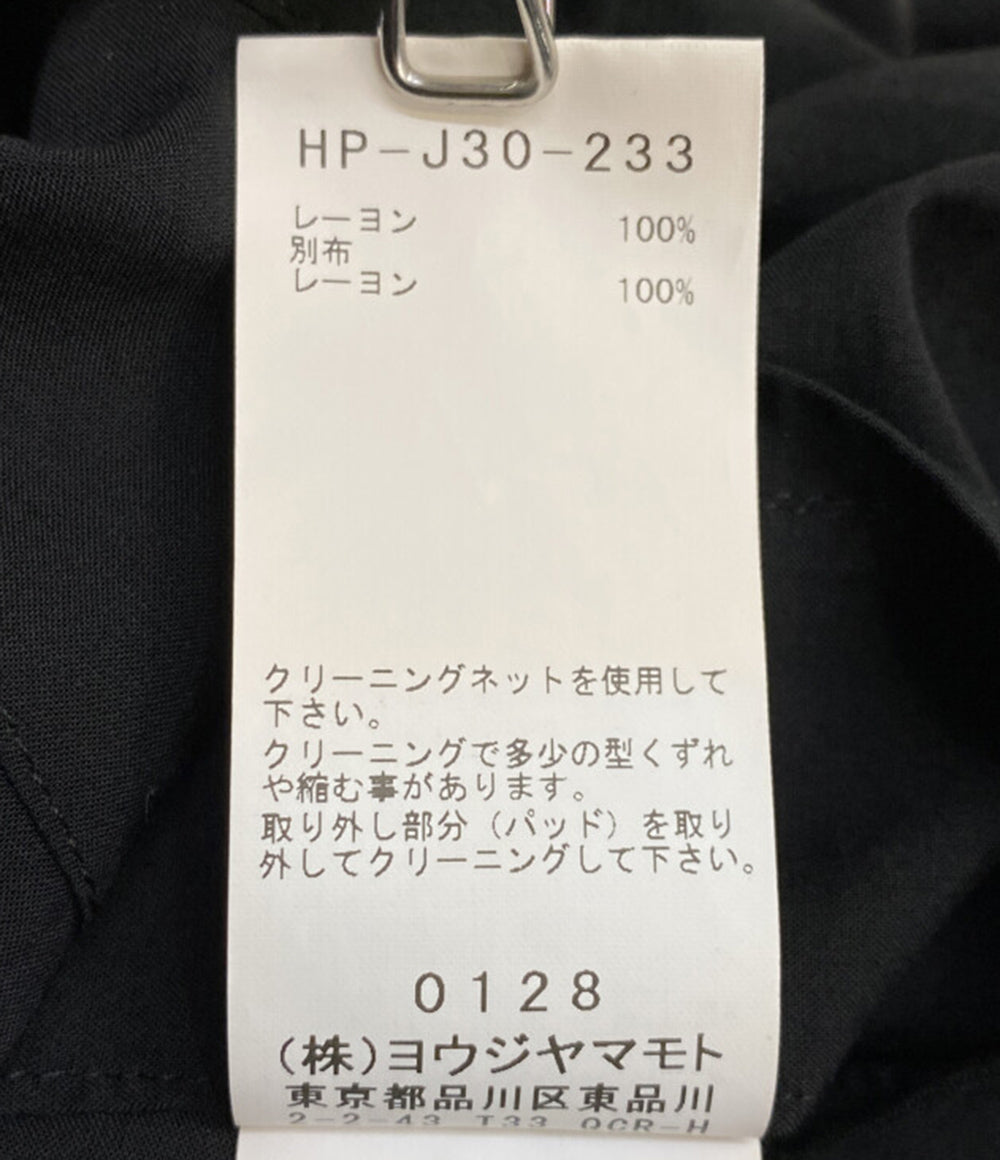 HP-J30-233
レーヨン 100%
別布
レーヨン 100%
クリーニングネットを使用して
下さい。
クリーニングで多少の型くずれ
や縮む事があります。
取り外し部分（パッド）を取り
外してクリーニングして下さい。
0128
(株)ヨウジヤマモト
東京都品川区東品川
2-2-43 T33 OCR-H